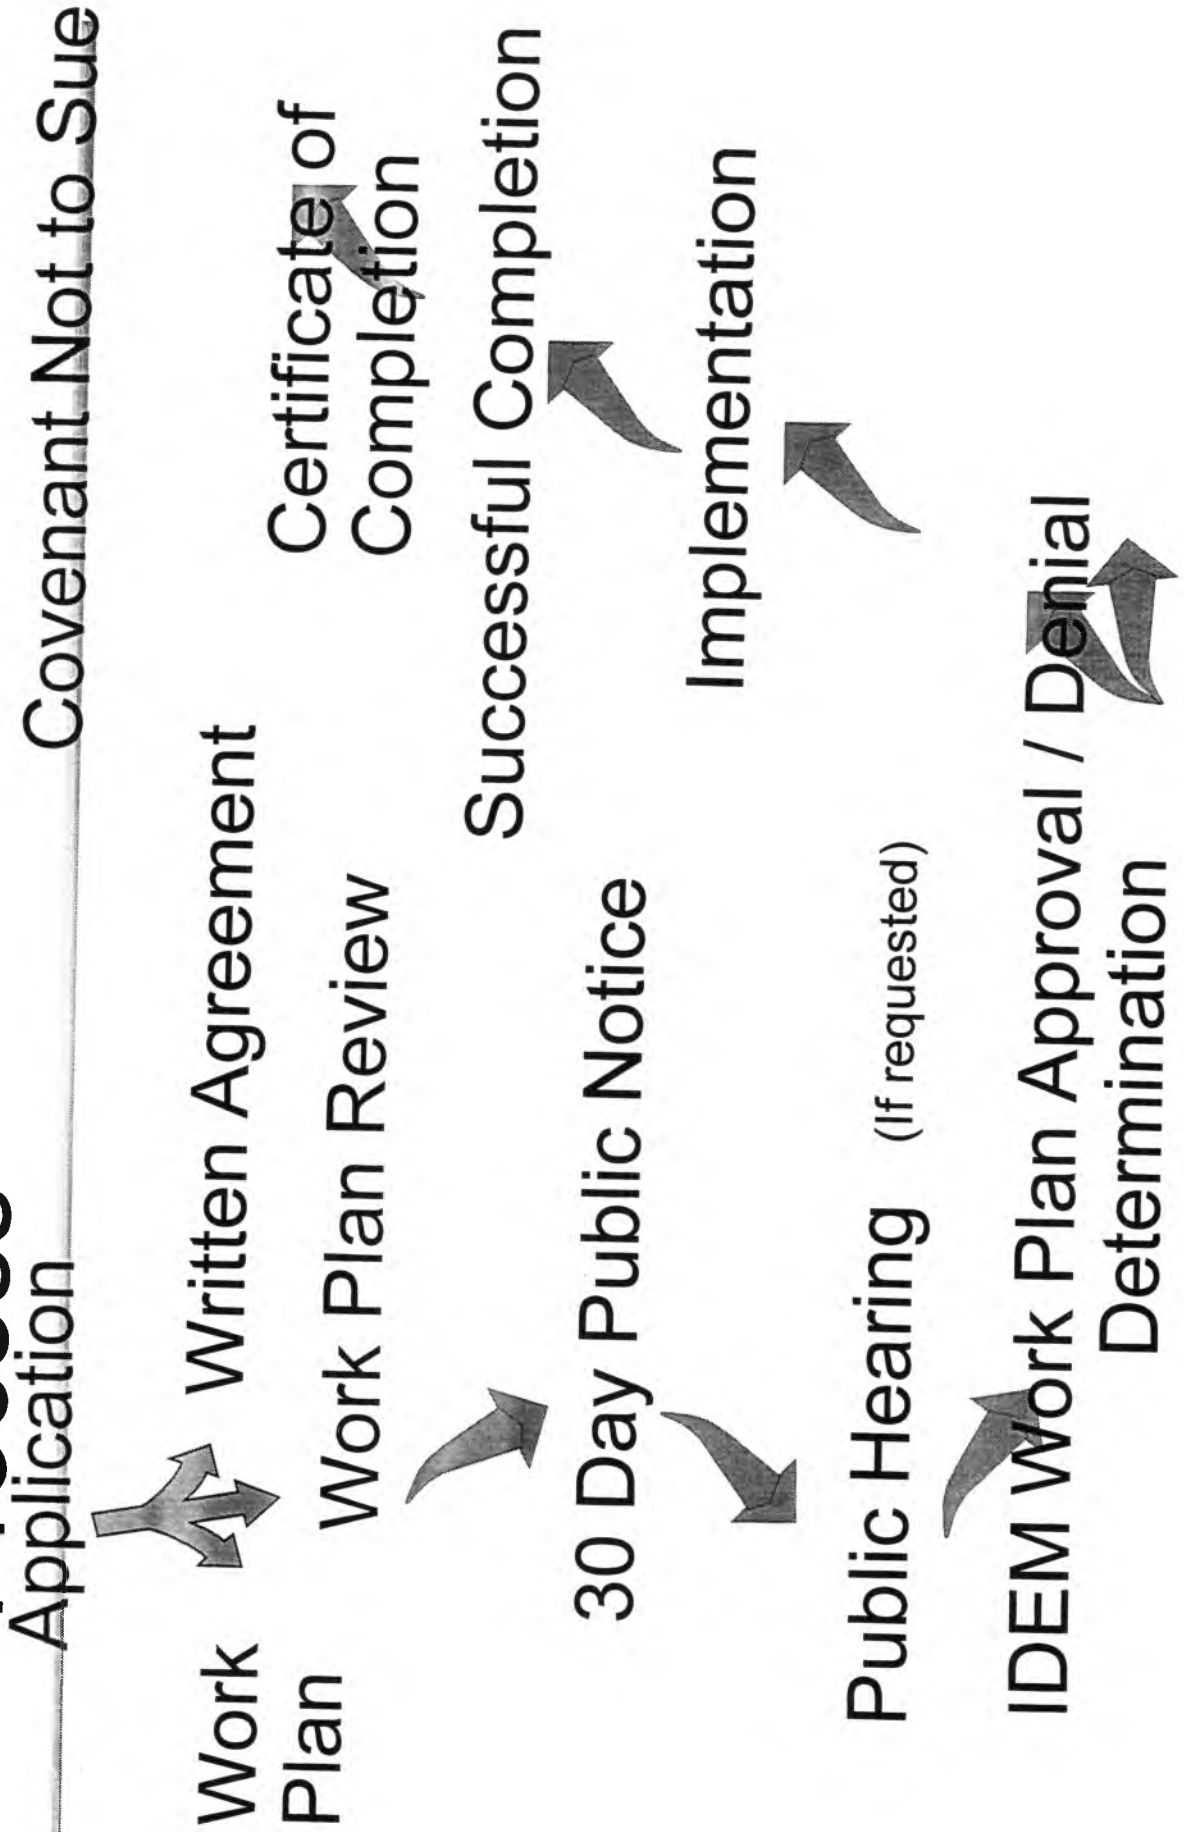 Application
Covenant Not to Sue
Work
Plan
Written Agreement
Work Plan Review
30 Day Public Notice
Public Hearing (If requested)
IDEM Work Plan Approval / Denial
Determination
Implementation
Successful Completion
Certificate of
Completion